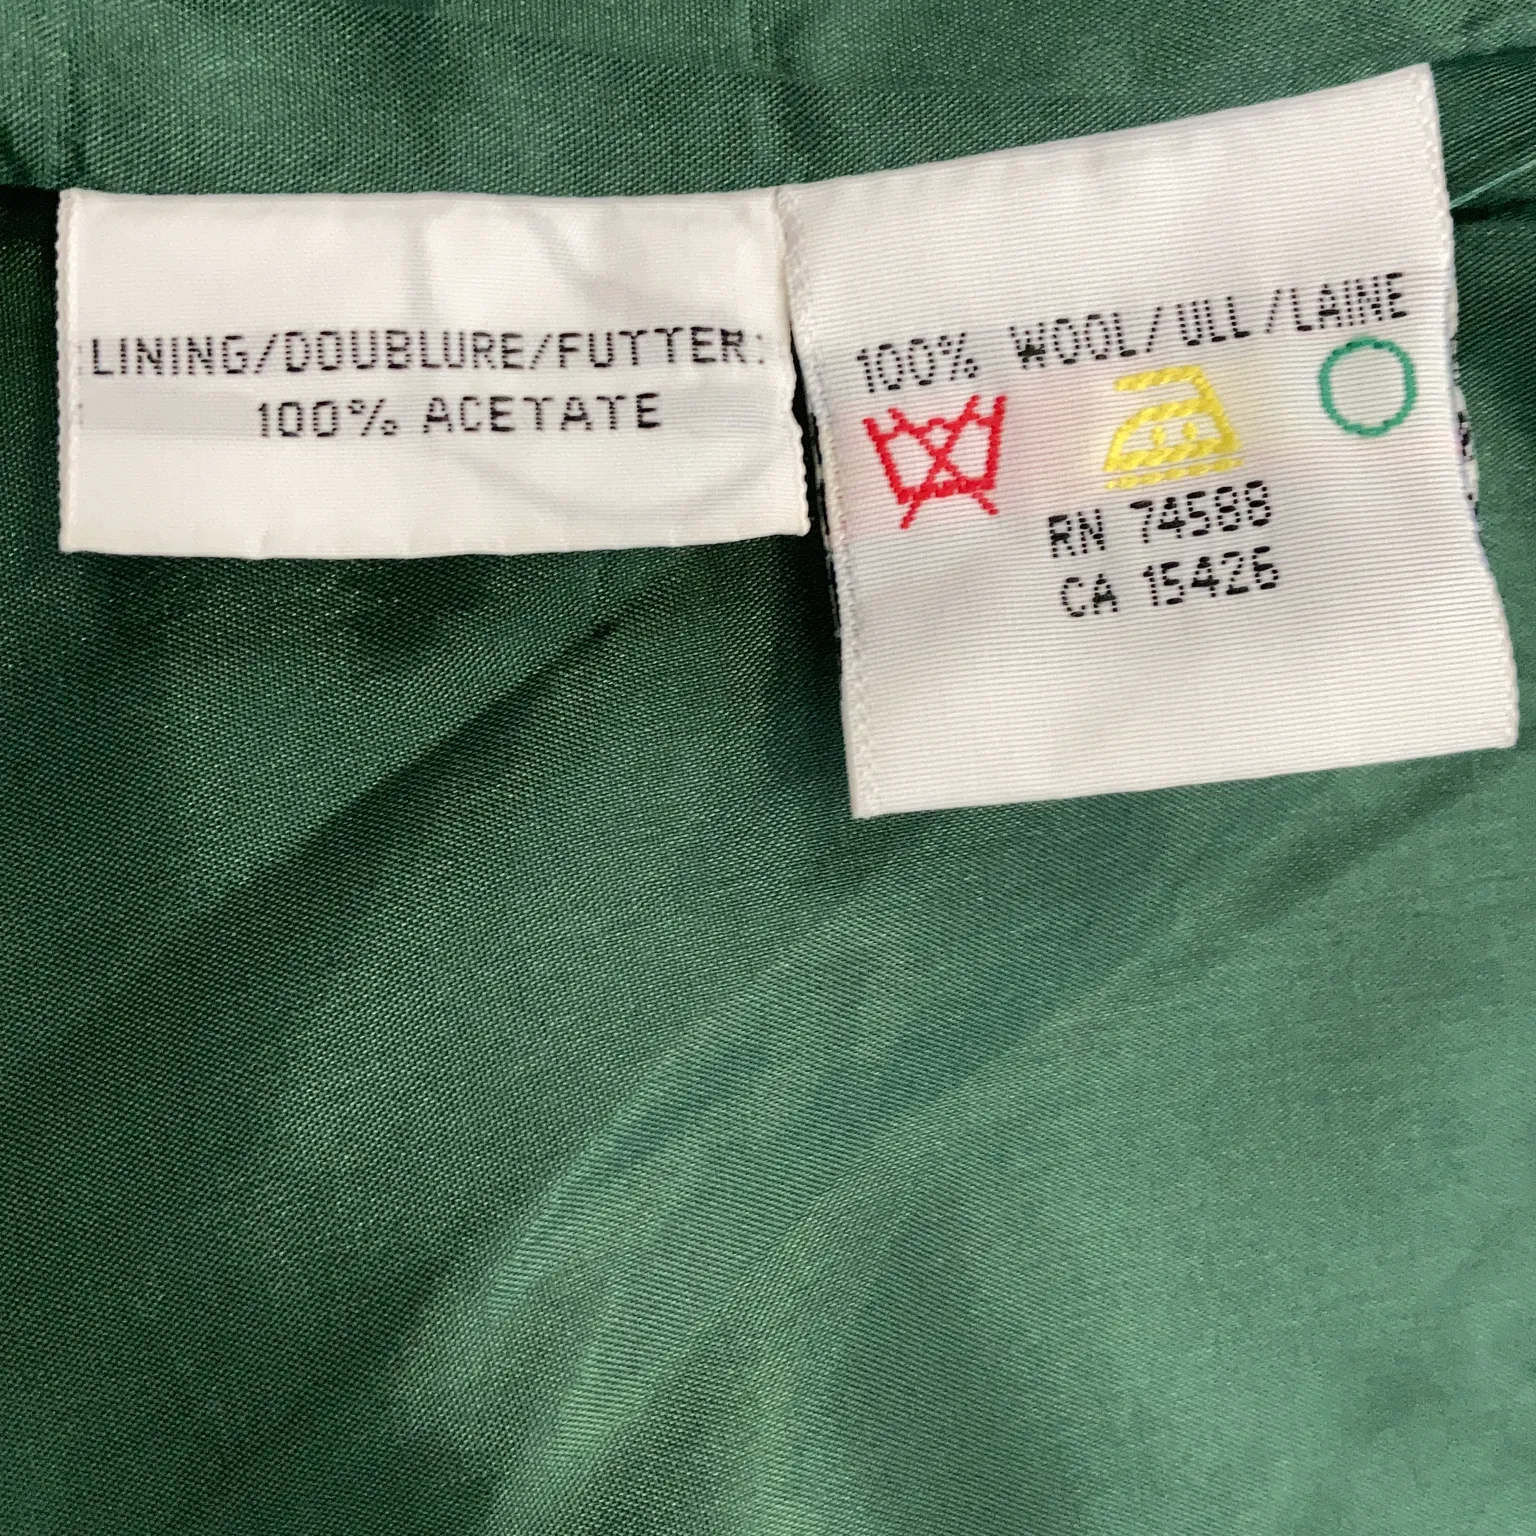 LINING/DOUBLURE/FUTTER:
100% ACETATE
100% WOOL/ULL/LAINE
RN 74588
CA 15426